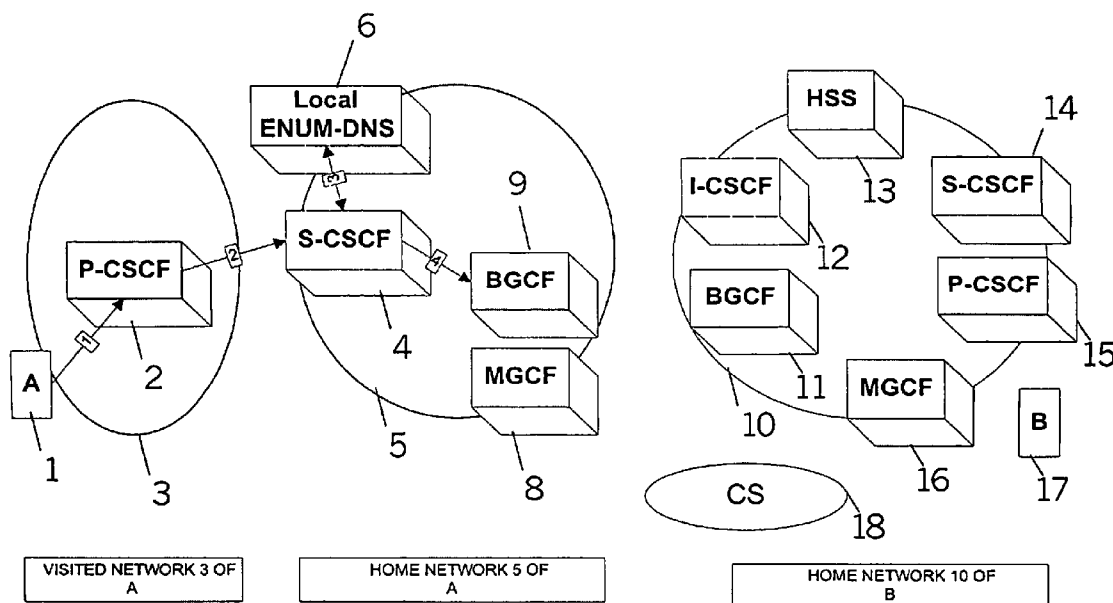 6
Local
ENUM-DNS
3
9
S-CSCF
4
BGCF
P-CSCF
2
1
2
4
A
MGCF
1
3
5
8
HSS
14
I-CSCF
13
S-CSCF
12
BGCF
P-CSCF
11
15
10
MGCF
B
16
17
CS
18
VISITED NETWORK 3 OF
A
HOME NETWORK 5 OF
A
HOME NETWORK 10 OF
B